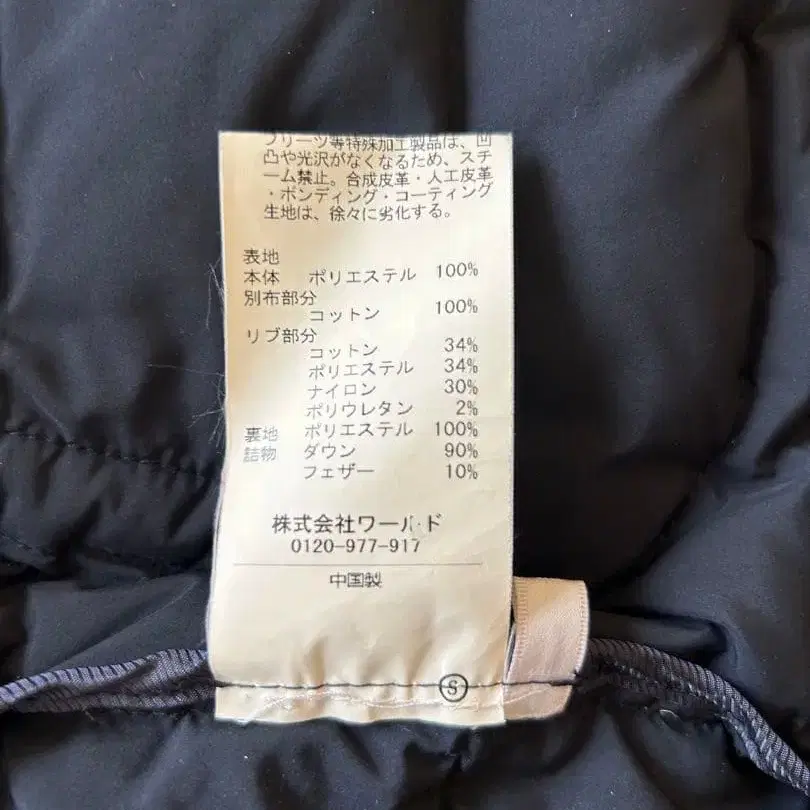 プリーツ等特殊加工製品は、凹
凸や光沢がなくなるため、スチ
ーム禁止。合成皮革・人工皮革
・ボンディング・コーティング
生地は、徐々に劣化する。
表地
本体 ポリエステル 100%
別布部分
コットン 100%
リブ部分
コットン 34%
ポリエステル 34%
ナイロン 30%
ポリウレタン 2%
裏地 ポリエステル 100%
詰物 ダウン 90%
フェザー 10%
株式会社ワールド
0120-977-917
中国製
S